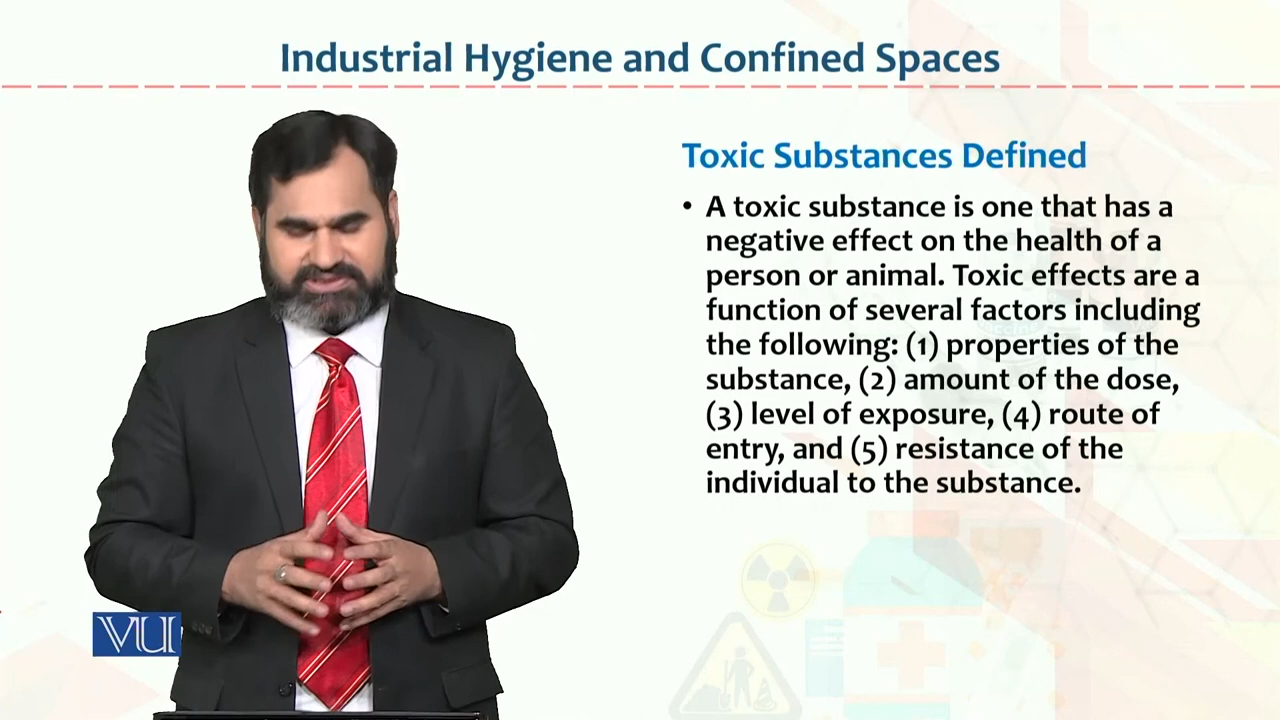 Industrial Hygiene and Confined Spaces
Toxic Substances Defined
• A toxic substance is one that has a
negative effect on the health of a
person or animal. Toxic effects are a
function of several factors including
the following: (1) properties of the
substance, (2) amount of the dose,
(3) level of exposure, (4) route of
entry, and (5) resistance of the
individual to the substance.
VU